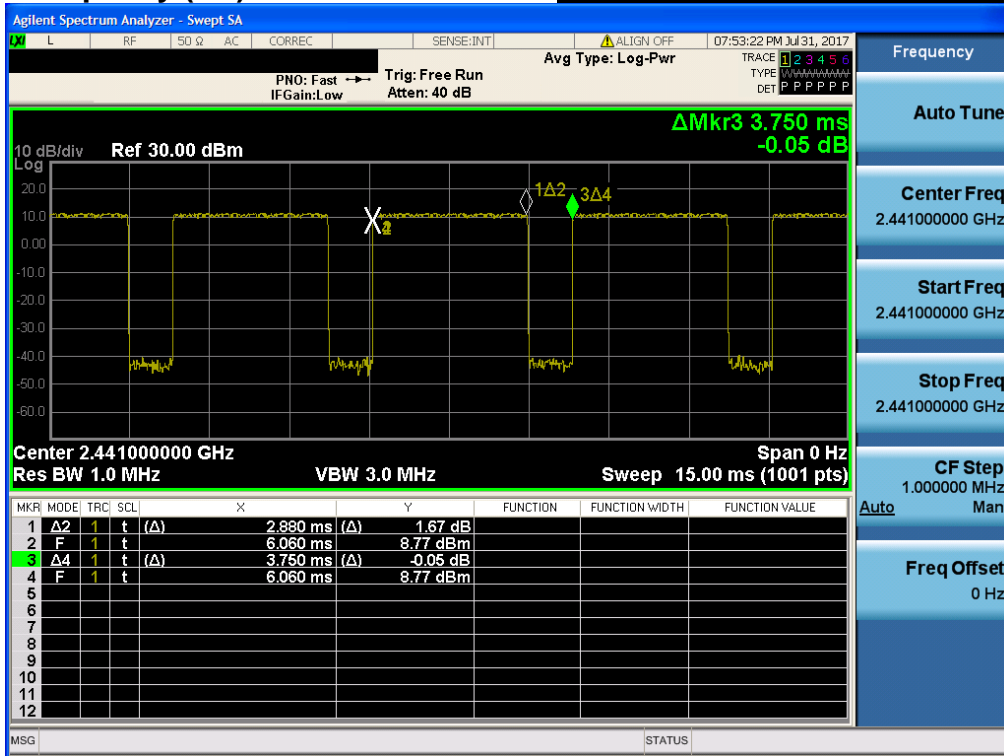 Agilent Spectrum Analyzer - Swept SA
LXI L RF 50 Ω AC CORREC SENSE:INT ALIGN OFF 07:53:22 PM Jul 31, 2017
Avg Type: Log-Pwr
TRACE 1 2 3 4 5 6
TYPE WWWWWW
DET P P P P P P
PNO: Fast
IFGain:Low
Trig: Free Run
Atten: 40 dB
ΔMkr3 3.750 ms
-0.05 dB
10 dB/div Ref 30.00 dBm
Log
20.0
10.0
0.00
-10.0
-20.0
-30.0
-40.0
-50.0
-60.0
1Δ2
3Δ4
Center 2.441000000 GHz Span 0 Hz
Res BW 1.0 MHz VBW 3.0 MHz Sweep 15.00 ms (1001 pts)
MKR MODE TRC SCL X Y FUNCTION FUNCTION WIDTH FUNCTION VALUE
1 Δ2 1 t (Δ) 2.880 ms (Δ) 1.67 dB
2 F 1 t 6.060 ms 8.77 dBm
3 Δ4 1 t (Δ) 3.750 ms (Δ) -0.05 dB
4 F 1 t 6.060 ms 8.77 dBm
5
6
7
8
9
10
11
12
MSG STATUS
Frequency
Auto Tune
Center Freq
2.441000000 GHz
Start Freq
2.441000000 GHz
Stop Freq
2.441000000 GHz
CF Step
1.000000 MHz
Auto Man
Freq Offset
0 Hz